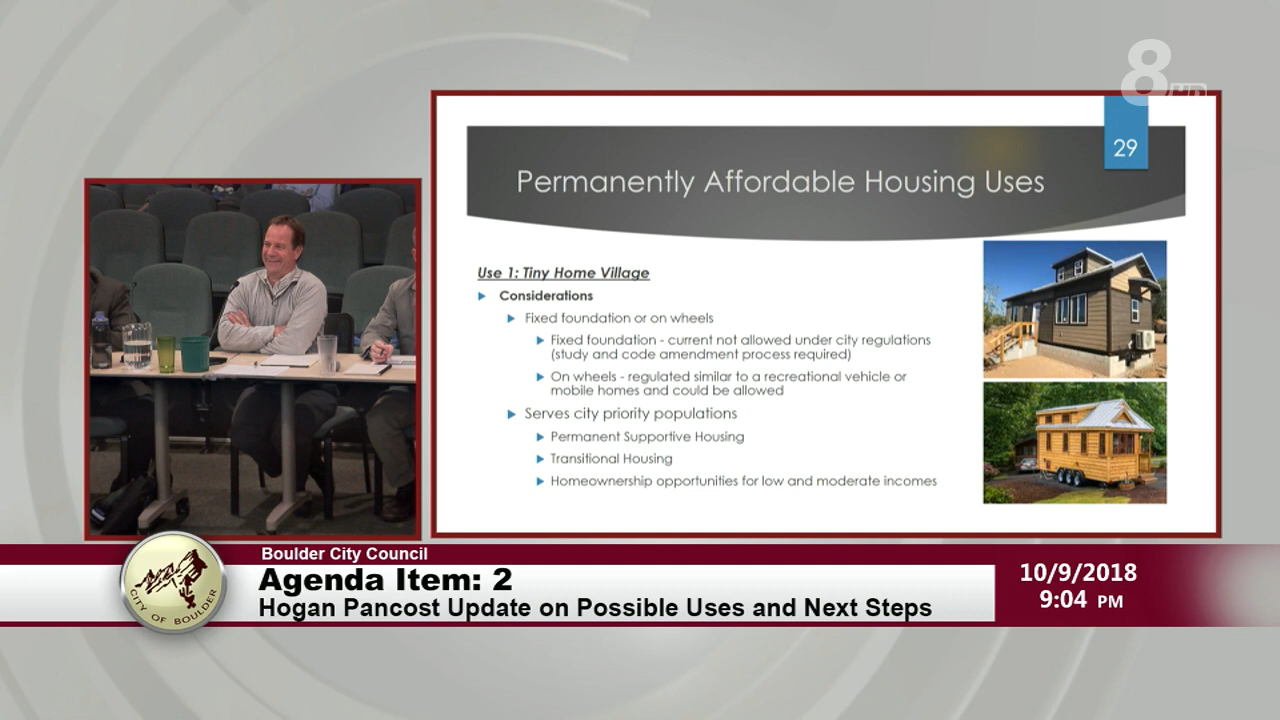 8
HD
29
Permanently Affordable Housing Uses
Use 1: Tiny Home Village
Considerations
Fixed foundation or on wheels
Fixed foundation - current not allowed under city regulations
(study and code amendment process required)
On wheels - regulated similar to a recreational vehicle or
mobile homes and could be allowed
Serves city priority populations
Permanent Supportive Housing
Transitional Housing
Homeownership opportunities for low and moderate incomes
Boulder City Council
Agenda Item: 2
Hogan Pancost Update on Possible Uses and Next Steps
CITY OF BOULDER
10/9/2018
9:04 PM